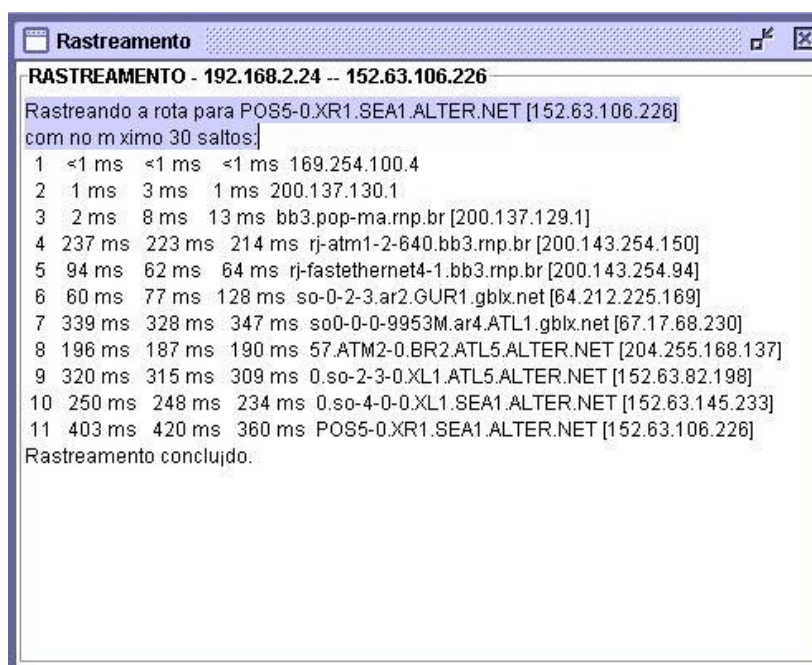 Rastreamento
RASTREAMENTO - 192.168.2.24 -- 152.63.106.226
Rastreando a rota para POS5-0.XR1.SEA1.ALTER.NET [152.63.106.226]
com no m ximo 30 saltos:
1 <1 ms <1 ms <1 ms 169.254.100.4
2 1 ms 3 ms 1 ms 200.137.130.1
3 2 ms 8 ms 13 ms bb3.pop-ma.rnp.br [200.137.129.1]
4 237 ms 223 ms 214 ms rj-atm1-2-640.bb3.rnp.br [200.143.254.150]
5 94 ms 62 ms 64 ms rj-fastethernet4-1.bb3.rnp.br [200.143.254.94]
6 60 ms 77 ms 128 ms so-0-2-3.ar2.GUR1.gblx.net [64.212.225.169]
7 339 ms 328 ms 347 ms so0-0-0-9953M.ar4.ATL1.gblx.net [67.17.68.230]
8 196 ms 187 ms 190 ms 57.ATM2-0.BR2.ATL5.ALTER.NET [204.255.168.137]
9 320 ms 315 ms 309 ms 0.so-2-3-0.XL1.ATL5.ALTER.NET [152.63.82.198]
10 250 ms 248 ms 234 ms 0.so-4-0-0.XL1.SEA1.ALTER.NET [152.63.145.233]
11 403 ms 420 ms 360 ms POS5-0.XR1.SEA1.ALTER.NET [152.63.106.226]
Rastreamento conclu¡do.